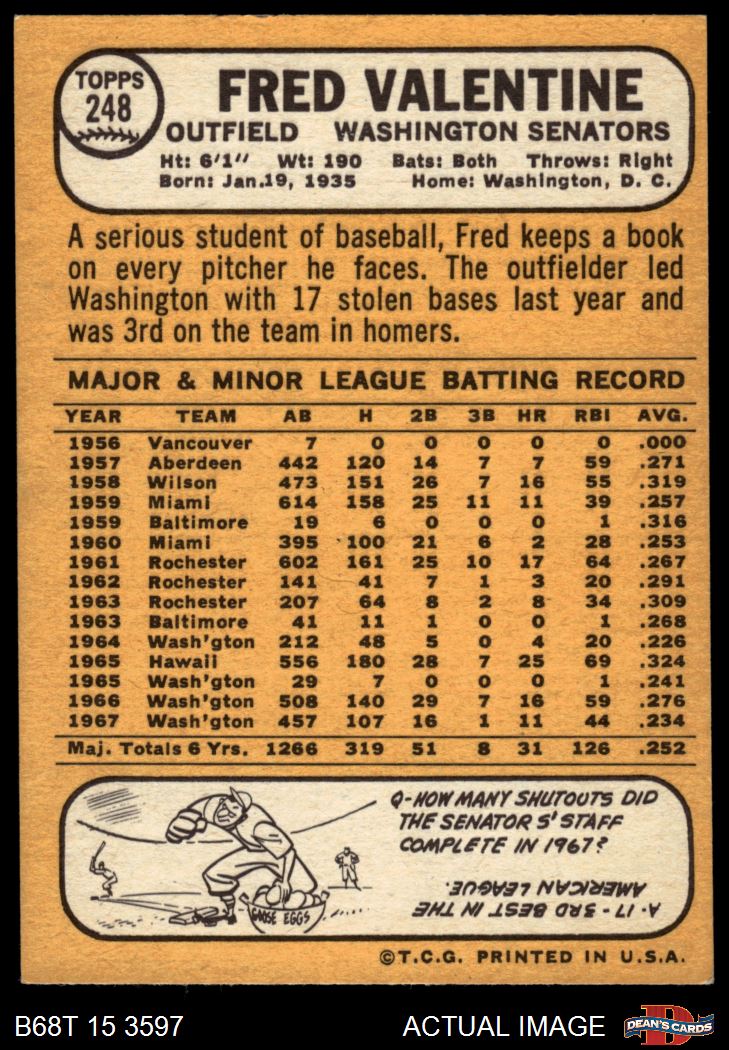 TOPPS
248
FRED VALENTINE
OUTFIELD WASHINGTON SENATORS
Ht: 6'1" Wt: 190 Bats: Both Throws: Right
Born: Jan.19, 1935 Home: Washington, D. C.
A serious student of baseball, Fred keeps a book
on every pitcher he faces. The outfielder led
Washington with 17 stolen bases last year and
was 3rd on the team in homers.
MAJOR & MINOR LEAGUE BATTING RECORD
YEAR TEAM AB H 2B 3B HR RBI AVG.
1956 Vancouver 7 0 0 0 0 0 .000
1957 Aberdeen 442 120 14 7 7 59 .271
1958 Wilson 473 151 26 7 16 55 .319
1959 Miami 614 158 25 11 11 39 .257
1959 Baltimore 19 6 0 0 0 1 .316
1960 Miami 395 100 21 6 2 28 .253
1961 Rochester 602 161 25 10 17 64 .267
1962 Rochester 141 41 7 1 3 20 .291
1963 Rochester 207 64 8 2 8 34 .309
1963 Baltimore 41 11 1 0 0 1 .268
1964 Wash'gton 212 48 5 0 4 20 .226
1965 Hawaii 556 180 28 7 25 69 .324
1965 Wash'gton 29 7 0 0 0 1 .241
1966 Wash'gton 508 140 29 7 16 59 .276
1967 Wash'gton 457 107 16 1 11 44 .234
Maj. Totals 6 Yrs. 1266 319 51 8 31 126 .252
Q-HOW MANY SHUTOUTS DID
THE SENATOR S' STAFF
COMPLETE IN 1967?
A-17 - 3RD BEST IN THE
AMERICAN LEAGUE.
GOOSE EGGS
©T.C.G. PRINTED IN U.S.A.
B68T 15 3597 ACTUAL IMAGE
D
DEAN'S CARDS